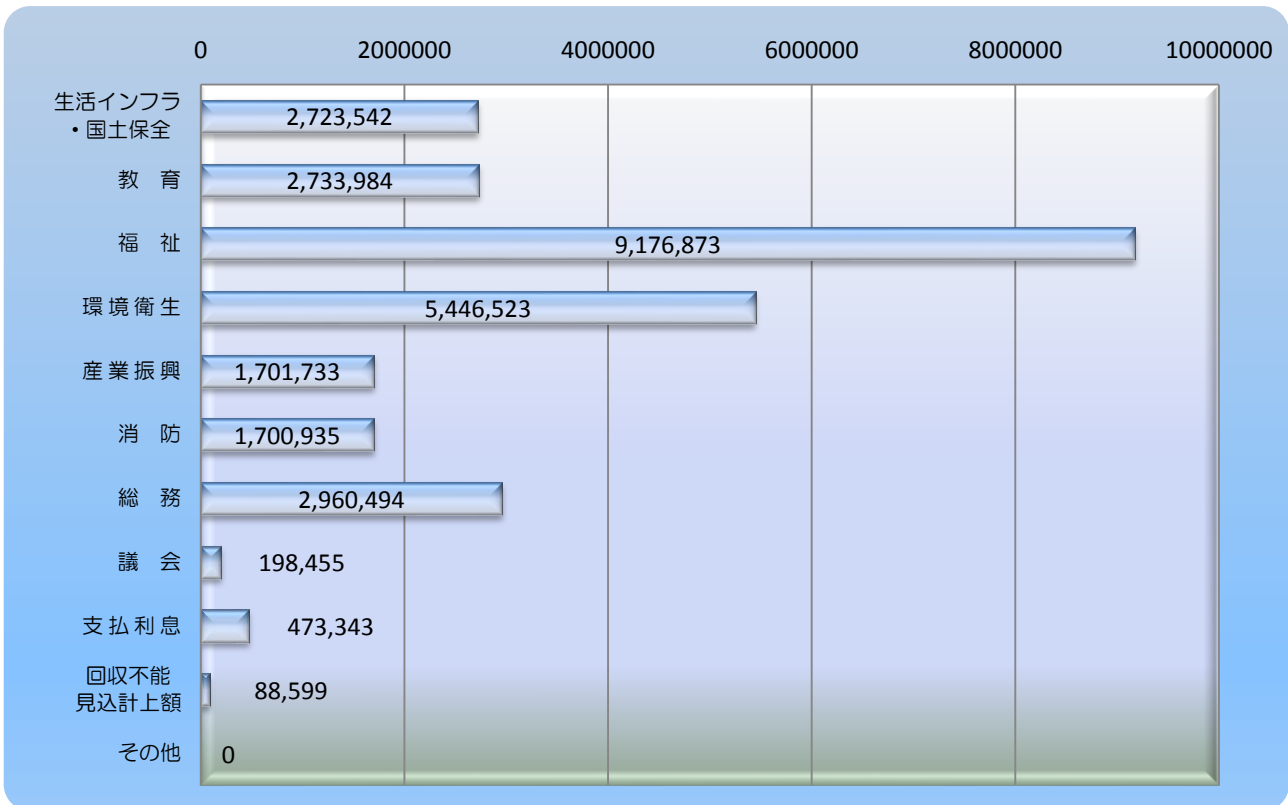 0 2000000 4000000 6000000 8000000 10000000
生活インフラ
・国土保全
2,723,542
教　育
2,733,984
福　祉
9,176,873
環境衛生
5,446,523
産業振興
1,701,733
消　防
1,700,935
総　務
2,960,494
議　会
198,455
支払利息
473,343
回収不能
見込計上額
88,599
その他
0